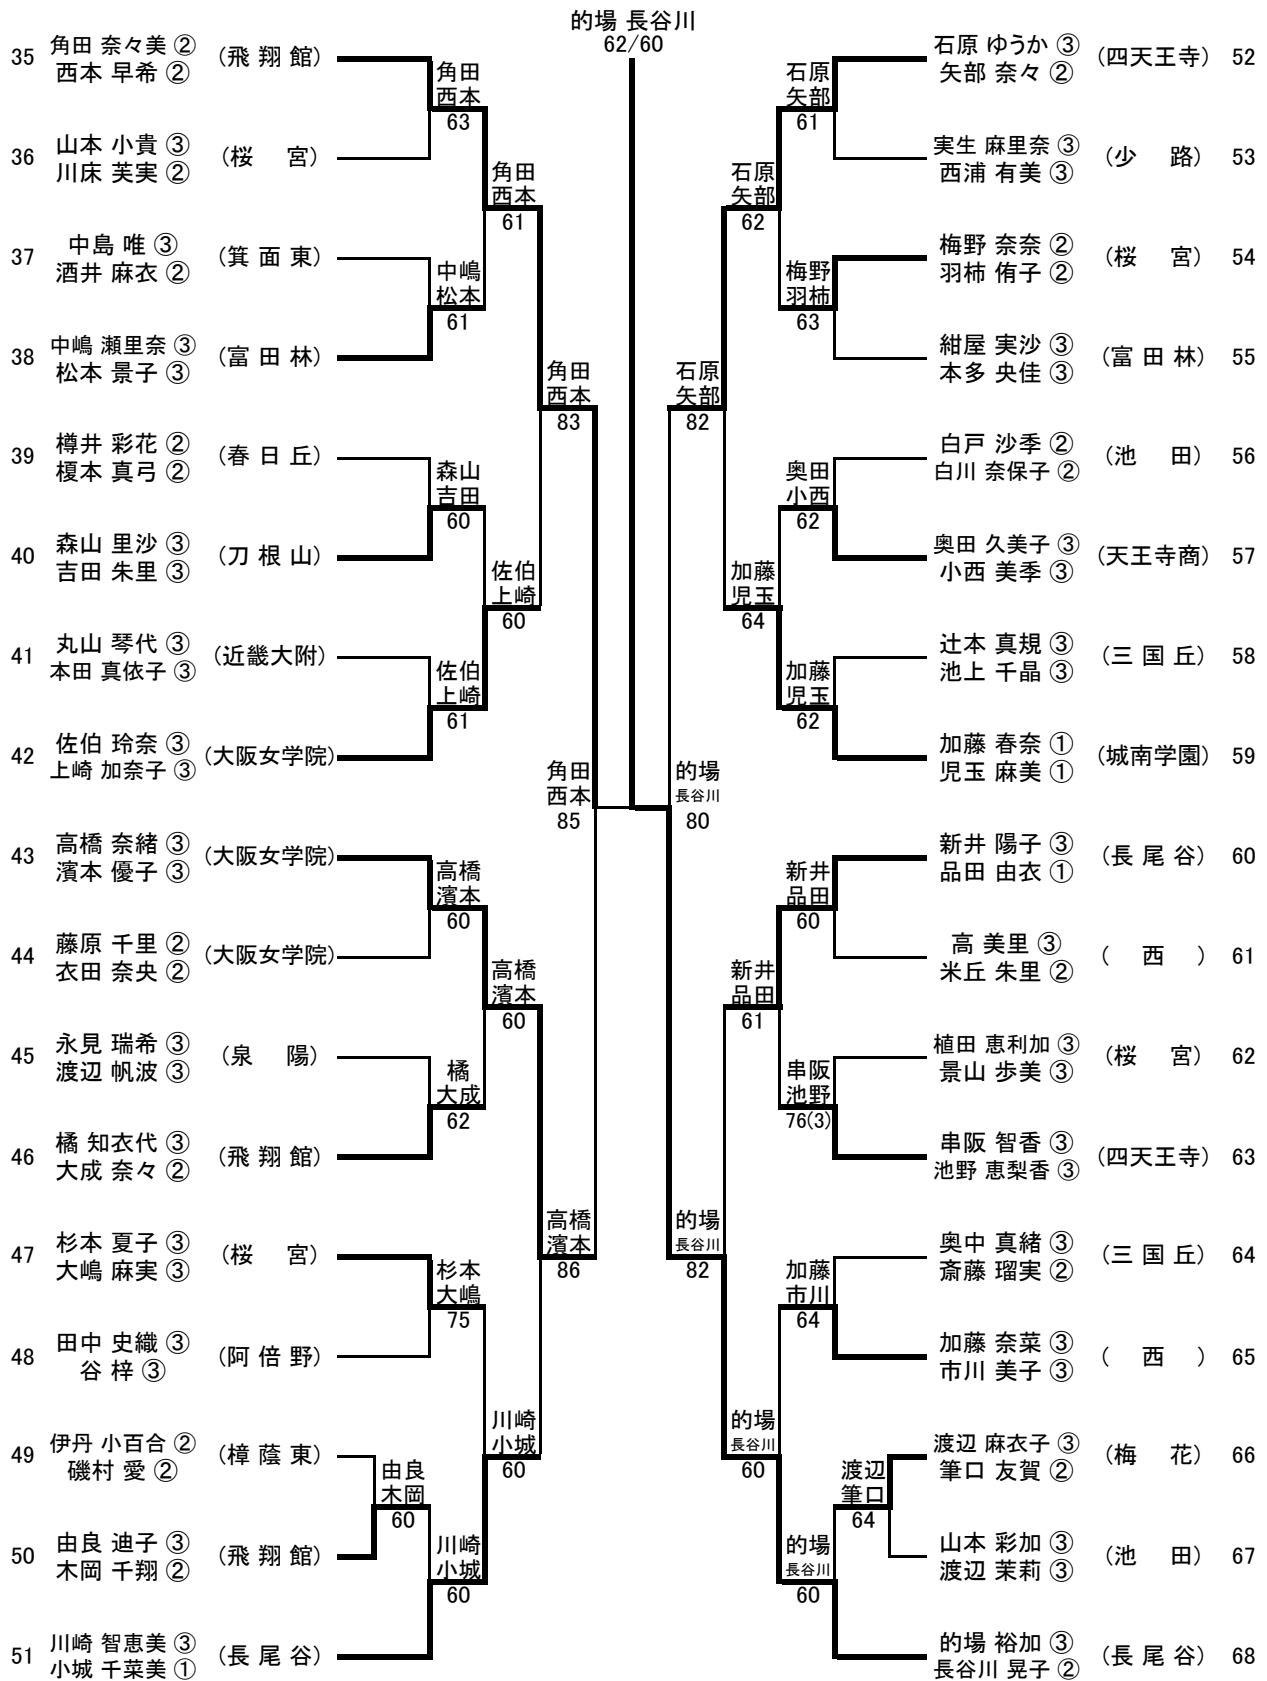 的場 長谷川
62/60
35 角田 奈々美 ② (飛 翔 館)
西本 早希 ②
36 山本 小貴 ③ (桜 宮)
川床 芙実 ②
37 中島 唯 ③ (箕 面 東)
酒井 麻衣 ②
38 中嶋 瀬里奈 ③ (富 田 林)
松本 景子 ③
39 樽井 彩花 ② (春 日 丘)
榎本 真弓 ②
40 森山 里沙 ③ (刀 根 山)
吉田 朱里 ③
41 丸山 琴代 ③ (近畿大附)
本田 真依子 ③
42 佐伯 玲奈 ③ (大阪女学院)
上崎 加奈子 ③
43 高橋 奈緒 ③ (大阪女学院)
濱本 優子 ③
44 藤原 千里 ② (大阪女学院)
衣田 奈央 ②
45 永見 瑞希 ③ (泉 陽)
渡辺 帆波 ③
46 橘 知衣代 ③ (飛 翔 館)
大成 奈々 ②
47 杉本 夏子 ③ (桜 宮)
大嶋 麻実 ③
48 田中 史織 ③ (阿 倍 野)
谷 梓 ③
49 伊丹 小百合 ② (樟 蔭 東)
磯村 愛 ②
50 由良 迪子 ③ (飛 翔 館)
木岡 千翔 ②
51 川崎 智恵美 ③ (長 尾 谷)
小城 千菜美 ①
由良
木岡
60
角田
西本
63
中嶋
松本
61
森山
吉田
60
佐伯
上崎
61
高橋
濱本
60
橘
大成
62
杉本
大嶋
75
川崎
小城
60
角田
西本
61
佐伯
上崎
60
高橋
濱本
60
川崎
小城
60
角田
西本
83
高橋
濱本
86
角田
西本
85
的場
長谷川
80
石原
矢部
82
的場
長谷川
82
石原
矢部
62
加藤
児玉
64
新井
品田
61
的場
長谷川
60
石原
矢部
61
梅野
羽柿
63
奥田
小西
62
加藤
児玉
62
新井
品田
60
串阪
池野
76(3)
加藤
市川
64
的場
長谷川
60
渡辺
筆口
64
石原 ゆうか ③ (四天王寺) 52
矢部 奈々 ②
実生 麻里奈 ③ (少 路) 53
西浦 有美 ③
梅野 奈奈 ② (桜 宮) 54
羽柿 侑子 ②
紺屋 実沙 ③ (富 田 林) 55
本多 央佳 ③
白戸 沙季 ② (池 田) 56
白川 奈保子 ②
奥田 久美子 ③ (天王寺商) 57
小西 美季 ③
辻本 真規 ③ (三 国 丘) 58
池上 千晶 ③
加藤 春奈 ① (城南学園) 59
児玉 麻美 ①
新井 陽子 ③ (長 尾 谷) 60
品田 由衣 ①
高 美里 ③ (西) 61
米丘 朱里 ②
植田 恵利加 ③ (桜 宮) 62
景山 歩美 ③
串阪 智香 ③ (四天王寺) 63
池野 恵梨香 ③
奥中 真緒 ③ (三 国 丘) 64
斎藤 瑠実 ②
加藤 奈菜 ③ (西) 65
市川 美子 ③
渡辺 麻衣子 ③ (梅 花) 66
筆口 友賀 ②
山本 彩加 ③ (池 田) 67
渡辺 茉莉 ③
的場 裕加 ③ (長 尾 谷) 68
長谷川 晃子 ②